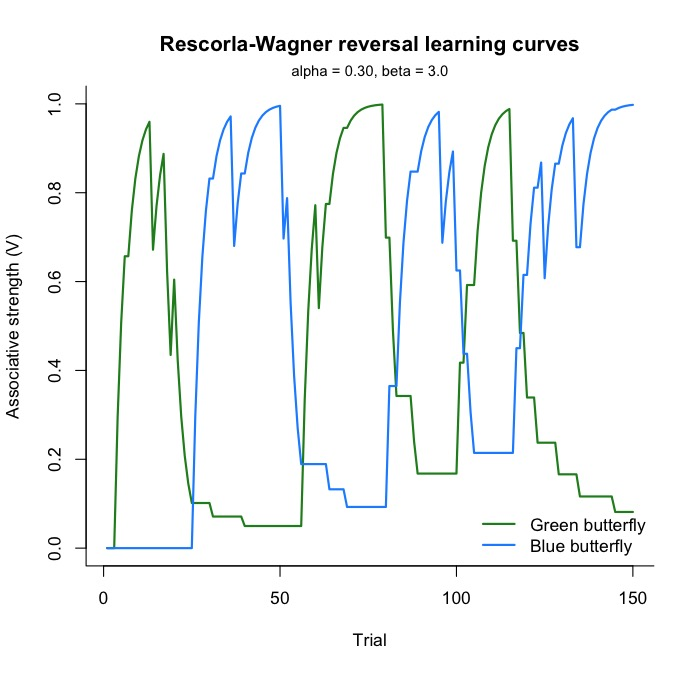 Rescorla-Wagner reversal learning curves
alpha = 0.30, beta = 3.0
Associative strength (V)
1.0
0.8
0.6
0.4
0.2
0.0
Green butterfly
Blue butterfly
0 50 100 150
Trial